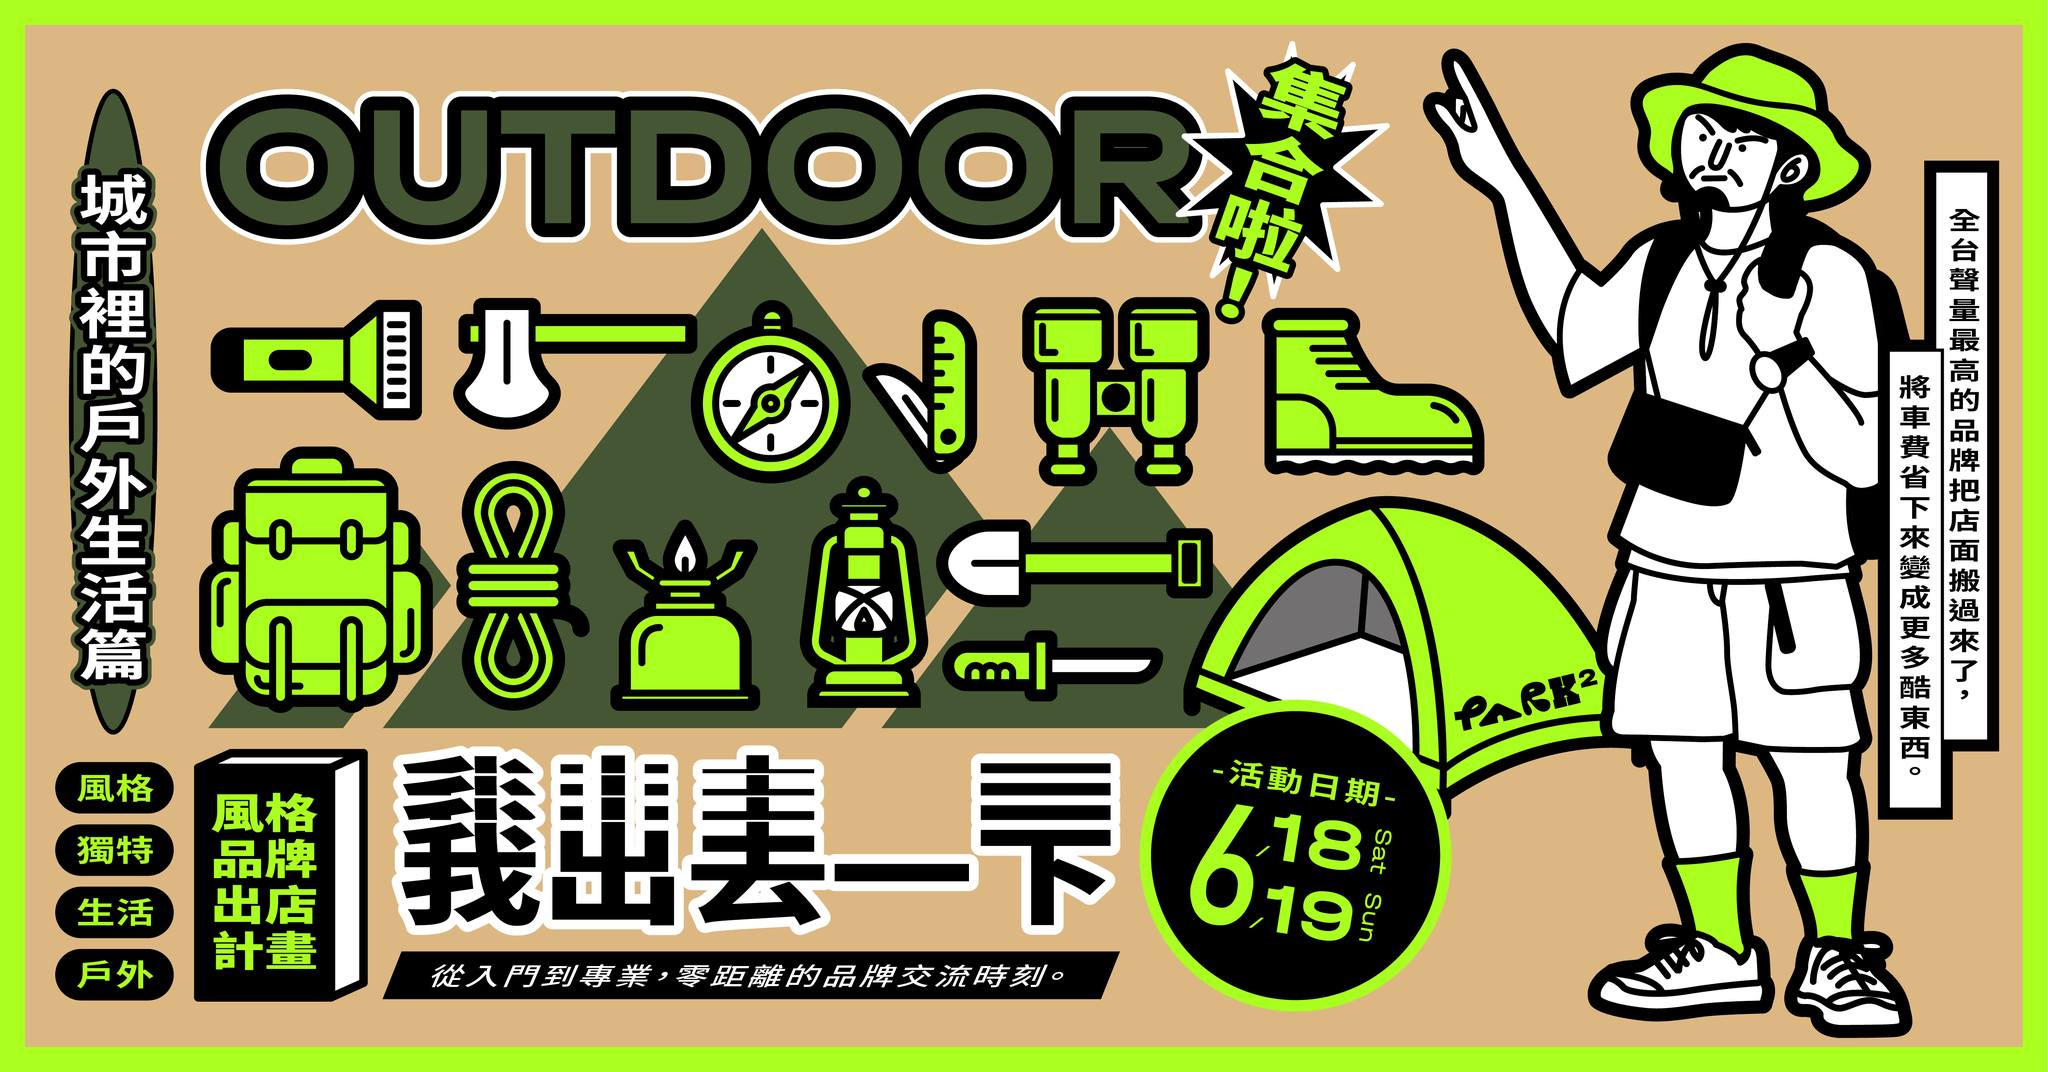 城市裡的戶外生活篇
OUTDOOR
集合啦！
全台聲量最高的品牌把店面搬過來了，
將車費省下來變成更多酷東西。
PARK²
風格
獨特
生活
戶外
風格
品牌
出店
計畫
我出去一下
從入門到專業，零距離的品牌交流時刻。
-活動日期-
6/18 Sat
6/19 Sun